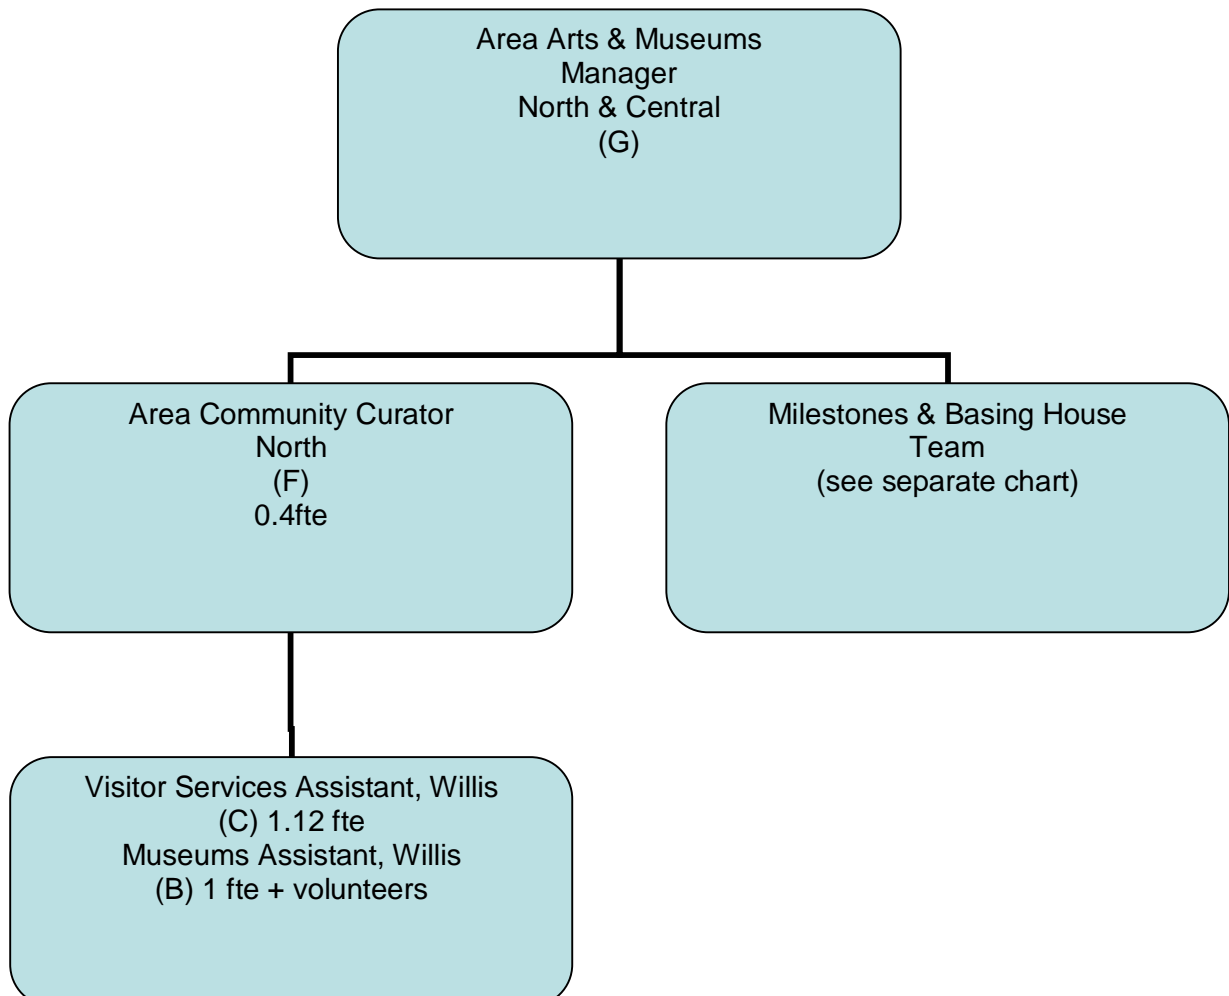 Area Arts & Museums
Manager
North & Central
(G)
Area Community Curator
North
(F)
0.4fte
Milestones & Basing House
Team
(see separate chart)
Visitor Services Assistant, Willis
(C) 1.12 fte
Museums Assistant, Willis
(B) 1 fte + volunteers